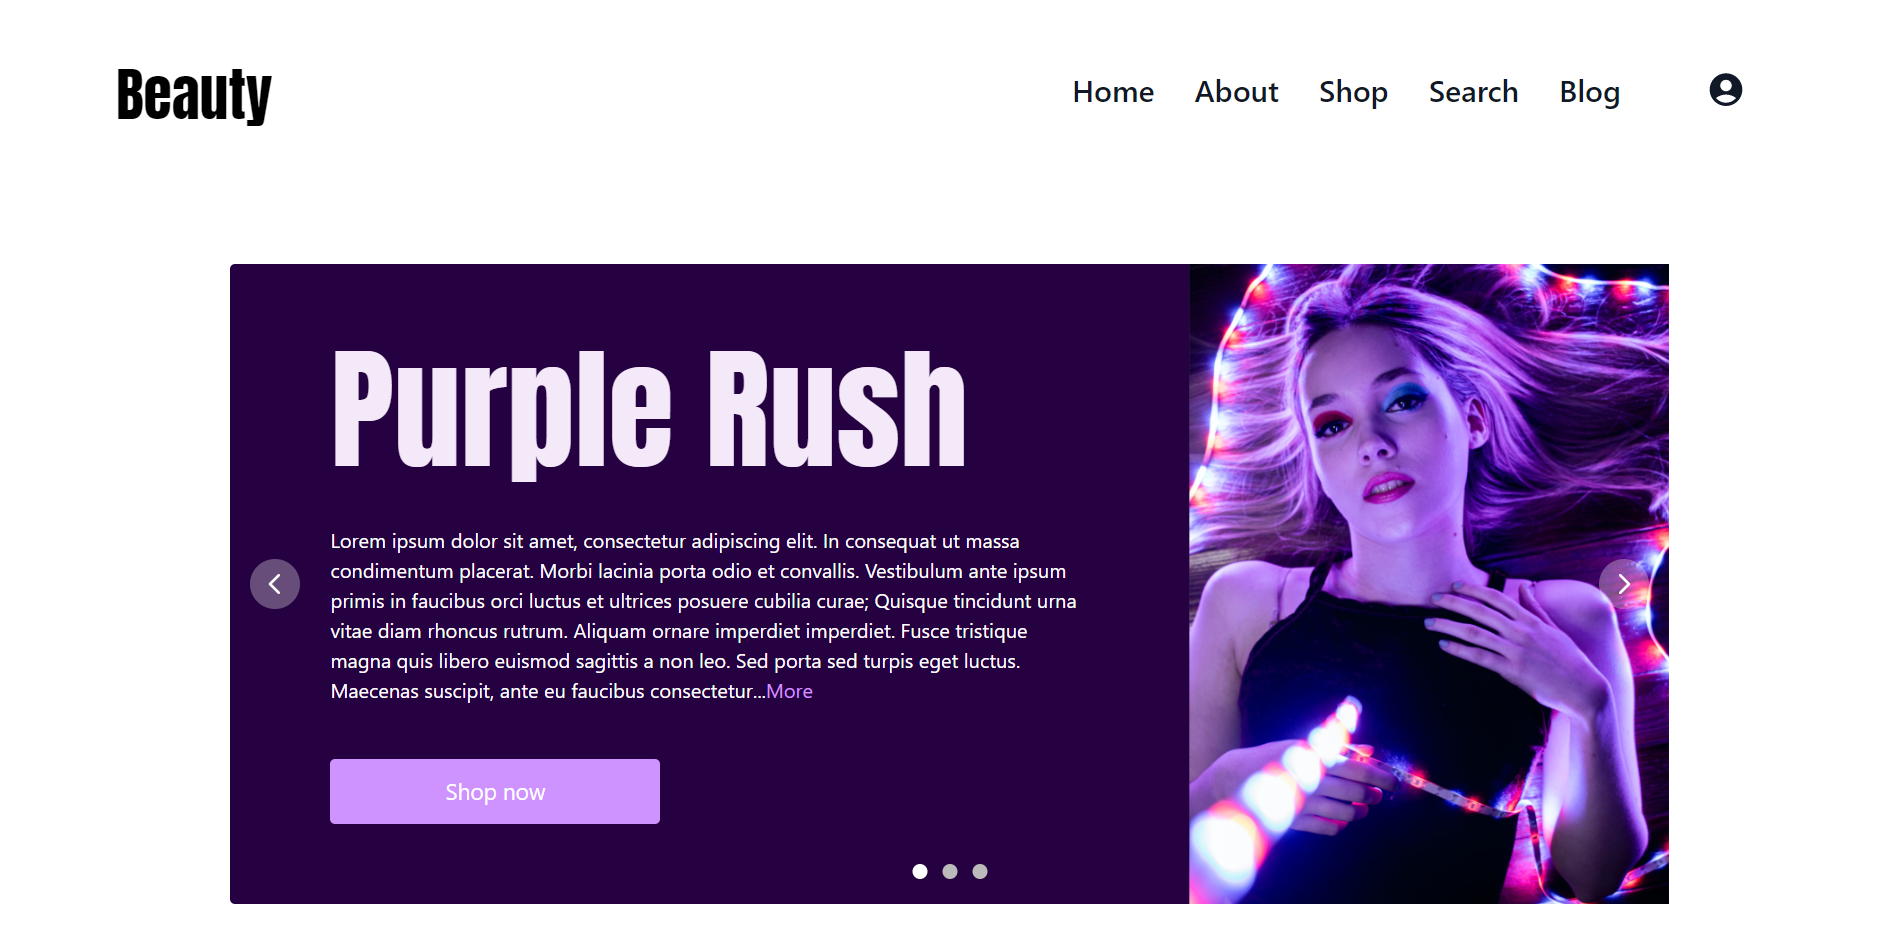 Beauty
Home About Shop Search Blog
Purple Rush
Lorem ipsum dolor sit amet, consectetur adipiscing elit. In consequat ut massa
condimentum placerat. Morbi lacinia porta odio et convallis. Vestibulum ante ipsum
primis in faucibus orci luctus et ultrices posuere cubilia curae; Quisque tincidunt urna
vitae diam rhoncus rutrum. Aliquam ornare imperdiet imperdiet. Fusce tristique
magna quis libero euismod sagittis a non leo. Sed porta sed turpis eget luctus.
Maecenas suscipit, ante eu faucibus consectetur...More
Shop now